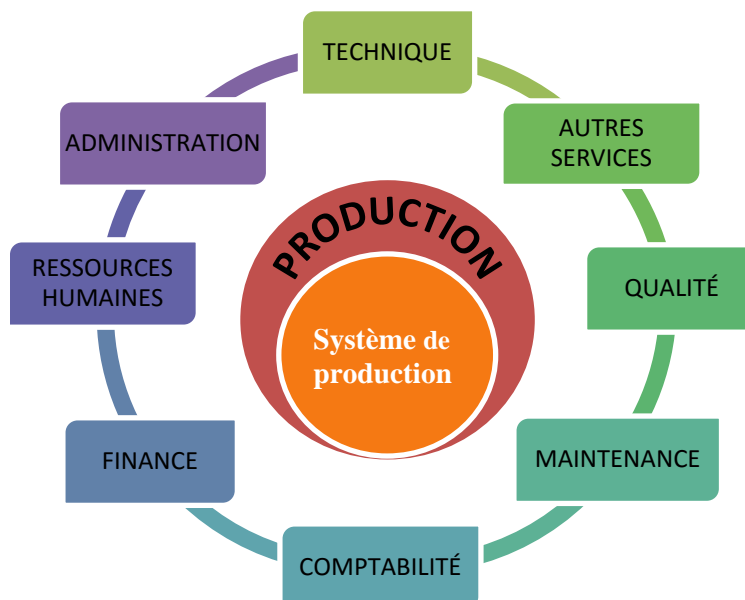 TECHNIQUE
AUTRES
SERVICES
QUALITÉ
MAINTENANCE
COMPTABILITÉ
FINANCE
RESSOURCES
HUMAINES
ADMINISTRATION
PRODUCTION
Système de
production